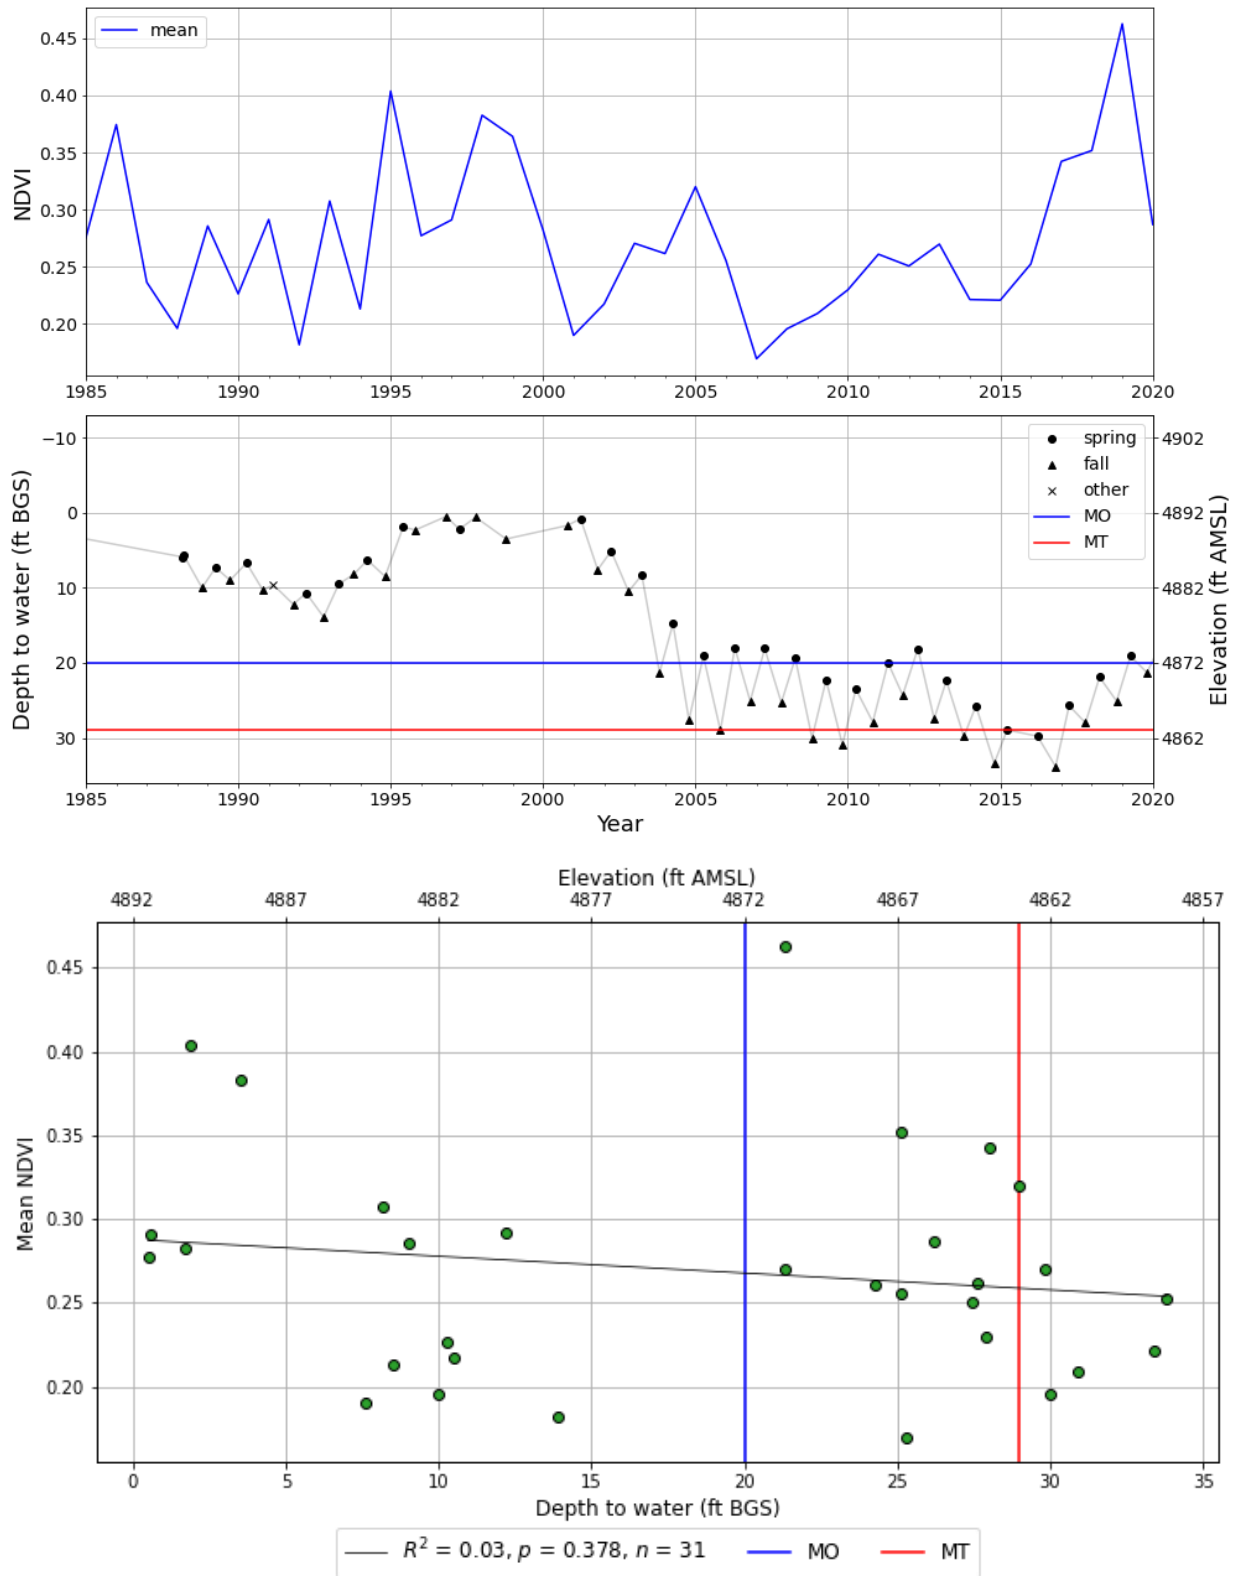 mean
0.45
0.40
0.35
0.30
0.25
0.20
NDVI
1985 1990 1995 2000 2005 2010 2015 2020
spring
fall
other
MO
MT
−10
0
10
20
30
Depth to water (ft BGS)
4902
4892
4882
4872
4862
Elevation (ft AMSL)
1985 1990 1995 2000 2005 2010 2015 2020
Year
Elevation (ft AMSL)
4892 4887 4882 4877 4872 4867 4862 4857
0.45
0.40
0.35
0.30
0.25
0.20
Mean NDVI
0 5 10 15 20 25 30 35
Depth to water (ft BGS)
R² = 0.03, p = 0.378, n = 31 MO MT